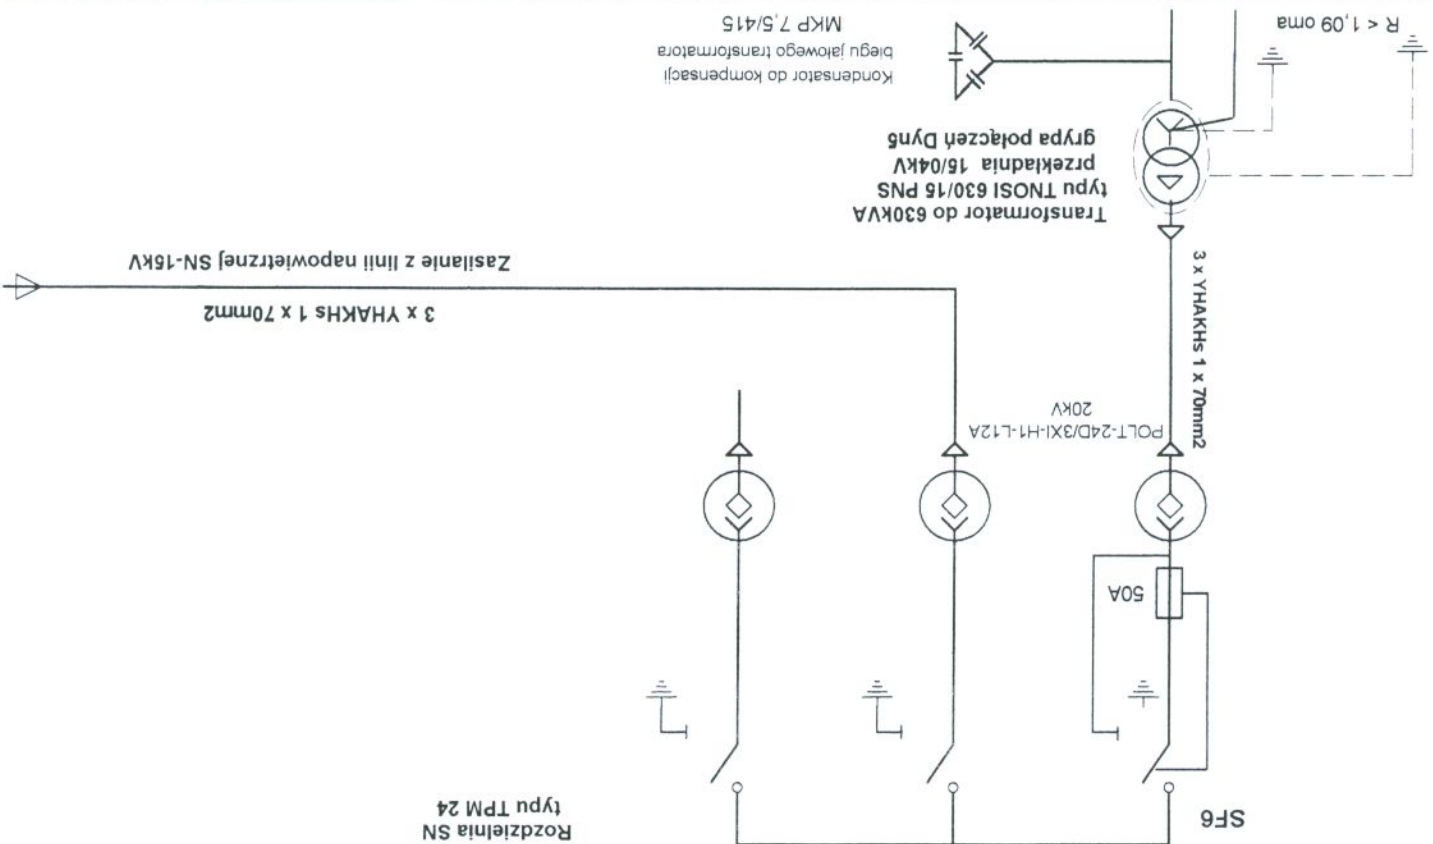 SF6
Rozdzielnia SN
typu TPM 24
50A
POLT-24D/3XI-H1-L12A
20kV
3 x YHAKHs 1 x 70mm2
3 x YHAKHs 1 x 70mm2
Zasilanie z linii napowietrznej SN-15kV
Transformator do 630kVA
typu TNOSI 630/15 PNS
przekładnia 15/04kV
grypa połączeń Dyn5
Kondensator do kompensacji
biegu jałowego transformatora
MKP 7,5/415
R < 1,09 oma